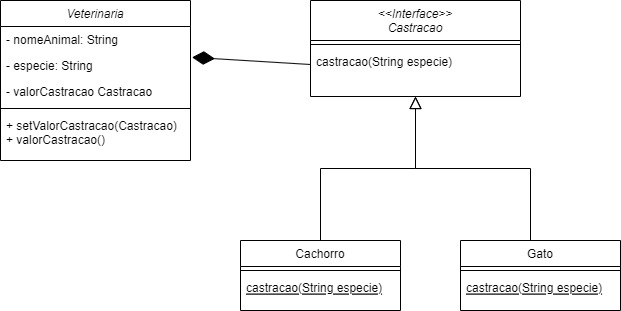 Veterinaria
- nomeAnimal: String
- especie: String
- valorCastracao Castracao
+ setValorCastracao(Castracao)
+ valorCastracao()
<<Interface>>
Castracao
castracao(String especie)
Cachorro
castracao(String especie)
Gato
castracao(String especie)